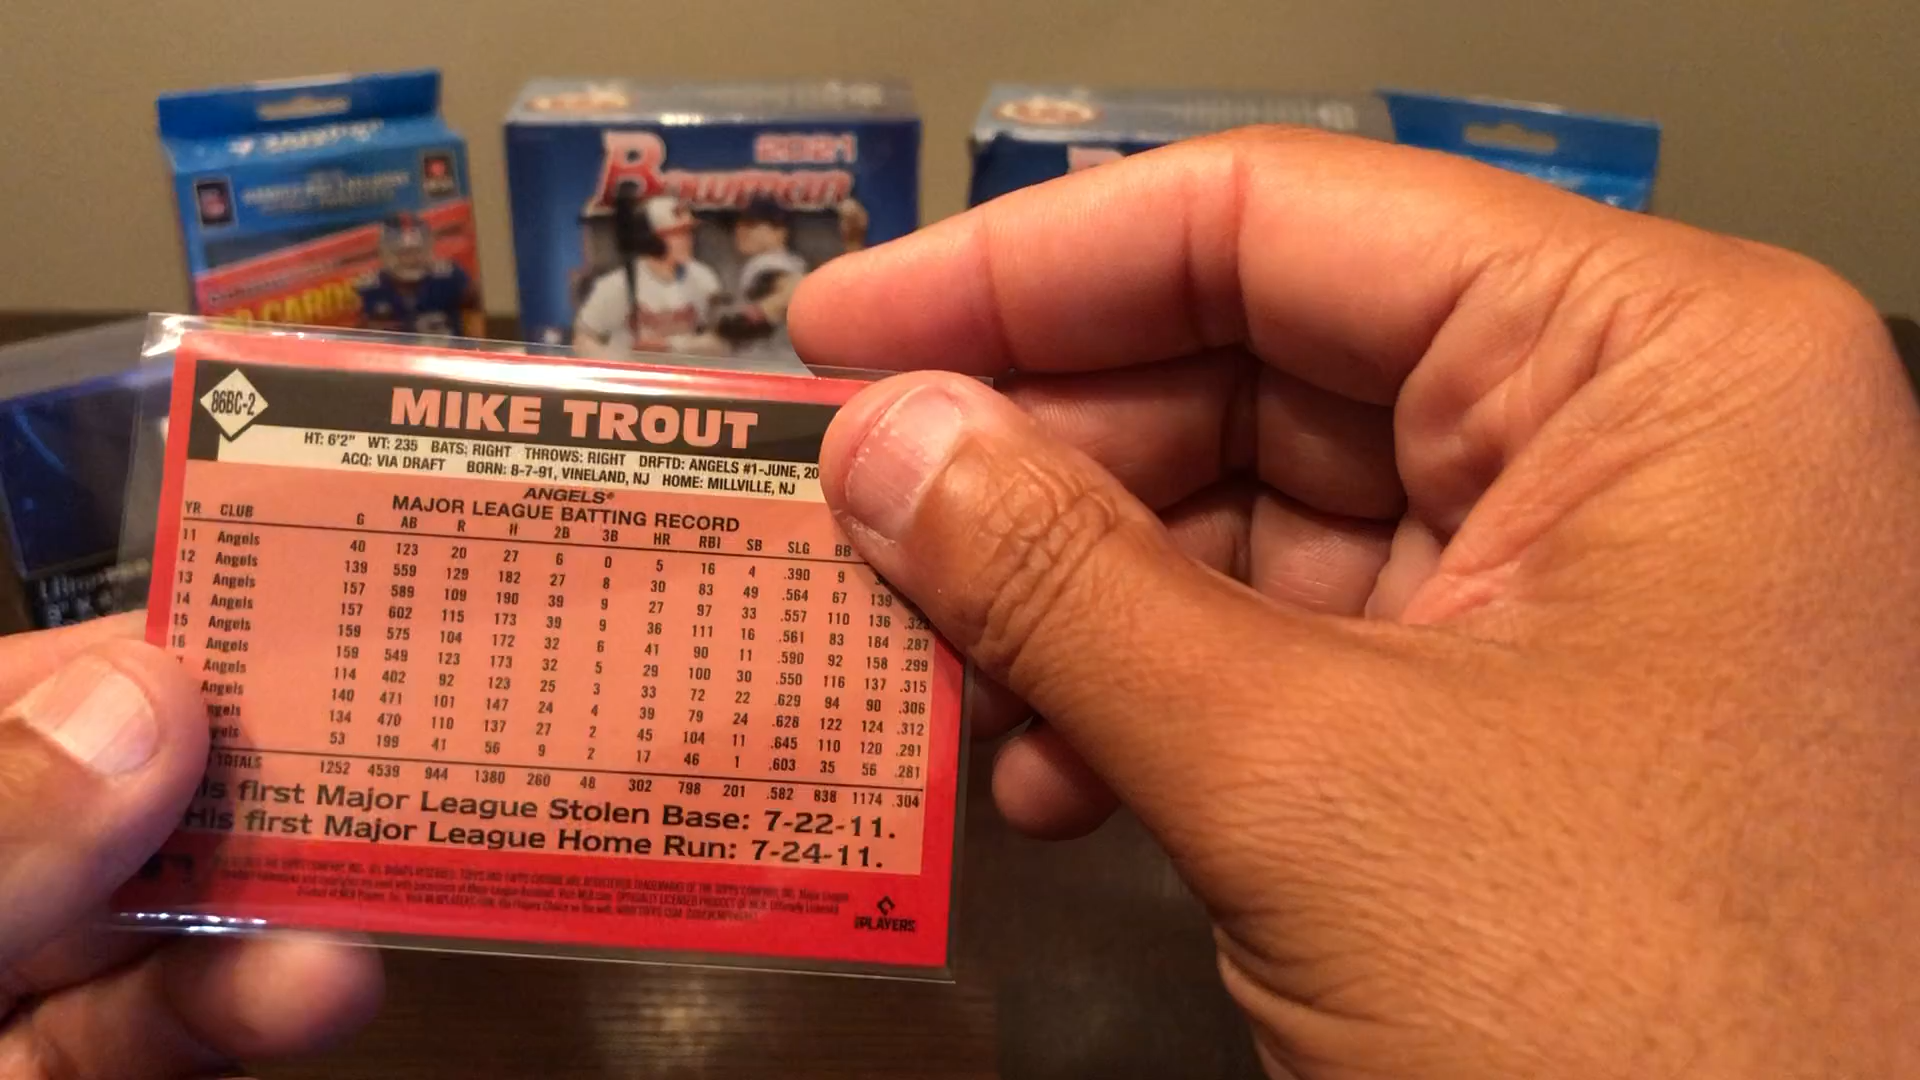 2021
Bowman
CARDS
86BC-2
MIKE TROUT
HT: 6'2" WT: 235 BATS: RIGHT THROWS: RIGHT DRFTD: ANGELS #1-JUNE, 20
ACQ: VIA DRAFT BORN: 8-7-91, VINELAND, NJ HOME: MILLVILLE, NJ
ANGELS®
MAJOR LEAGUE BATTING RECORD
YR CLUB G AB R H 2B 3B HR RBI SB SLG BB
11 Angels 40 123 20 27 6 0 5 16 4 .390 9
12 Angels 139 559 129 182 27 8 30 83 49 .564 67 139
13 Angels 157 589 109 190 39 9 27 97 33 .557 110 136 .323
14 Angels 157 602 115 173 39 9 36 111 16 .561 83 184 .287
15 Angels 159 575 104 172 32 6 41 90 11 .590 92 158 .299
16 Angels 159 549 123 173 32 5 29 100 30 .550 116 137 .315
Angels 114 402 92 123 25 3 33 72 22 .629 94 90 .306
Angels 140 471 101 147 24 4 39 79 24 .628 122 124 .312
ngels 134 470 110 137 27 2 45 104 11 .645 110 120 .291
gels 53 199 41 56 9 2 17 46 1 .603 35 56 .281
TOTALS 1252 4539 944 1380 260 48 302 798 201 .582 838 1174 .304
is first Major League Stolen Base: 7-22-11.
His first Major League Home Run: 7-24-11.
PLAYERS